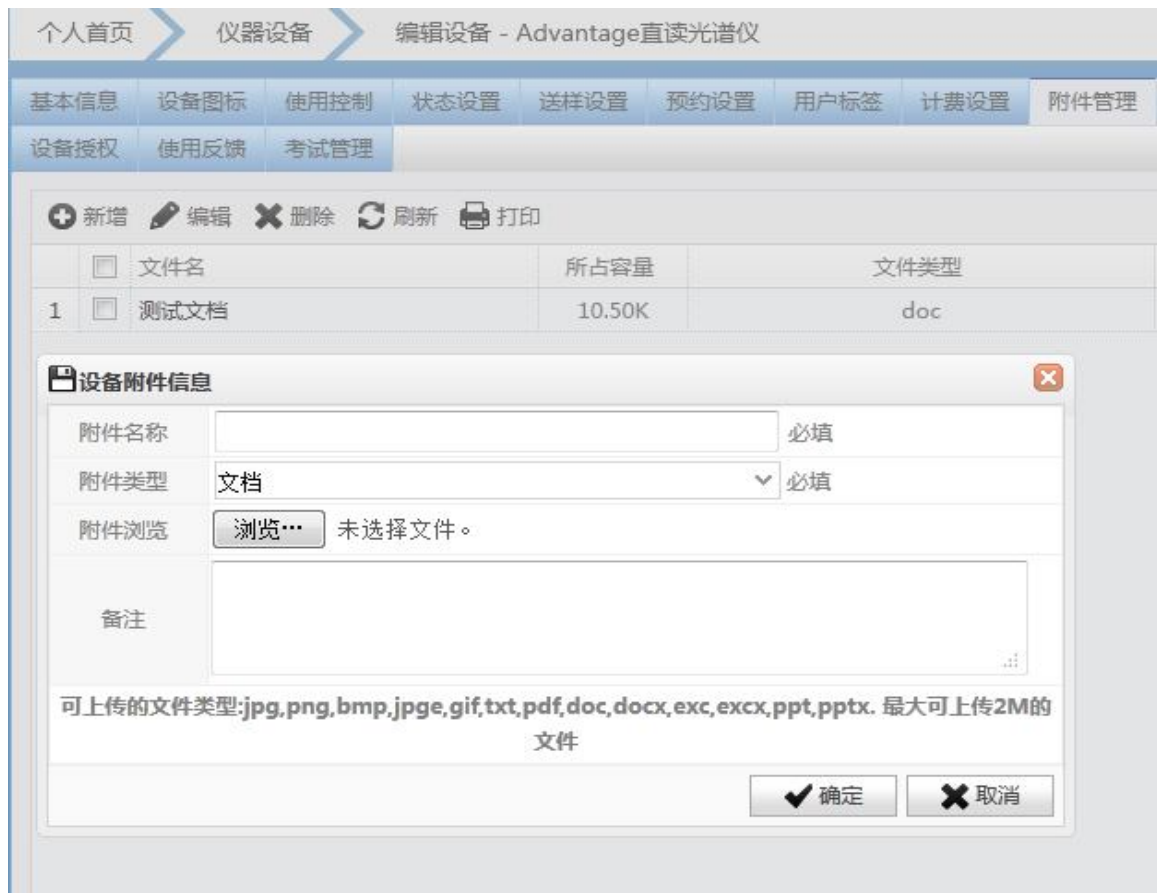 个人首页 仪器设备 编辑设备 - Advantage直读光谱仪
基本信息 设备图标 使用控制 状态设置 送样设置 预约设置 用户标签 计费设置 附件管理
设备授权 使用反馈 考试管理
新增 编辑 删除 刷新 打印
文件名 所占容量 文件类型
1 测试文档 10.50K doc
设备附件信息
附件名称 必填
附件类型 文档 必填
附件浏览 浏览… 未选择文件。
备注
可上传的文件类型:jpg,png,bmp,jpge,gif,txt,pdf,doc,docx,exc,excx,ppt,pptx. 最大可上传2M的
文件
确定 取消